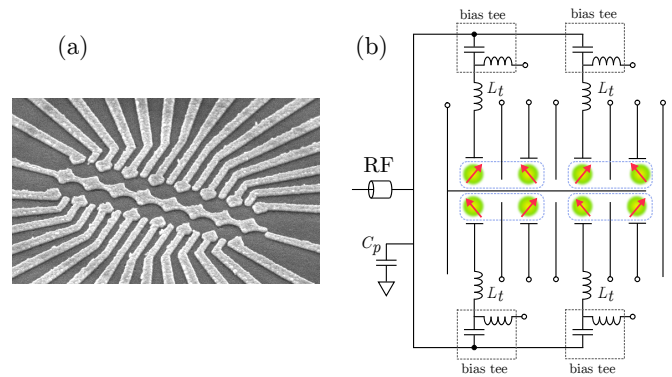 (a)
(b)
bias tee
bias tee
L_t
L_t
RF
C_p
L_t
L_t
bias tee
bias tee